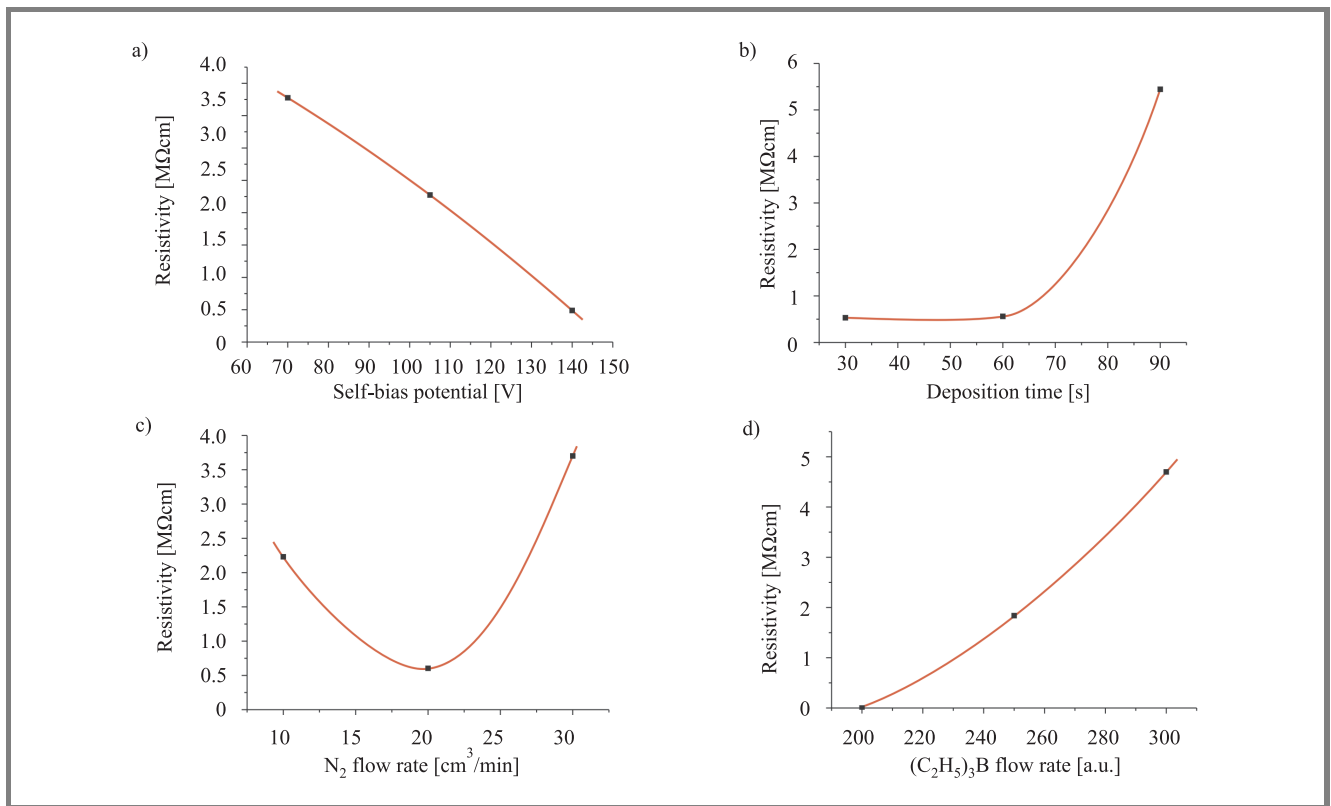 a)
4.0
3.5
3.0
2.5
2.0
1.5
1.0
0.5
0
Resistivity [MΩcm]
60 70 80 90 100 110 120 130 140 150
Self-bias potential [V]
b)
6
5
4
3
2
1
0
Resistivity [MΩcm]
30 40 50 60 70 80 90
Deposition time [s]
c)
4.0
3.5
3.0
2.5
2.0
1.5
1.0
0.5
0
Resistivity [MΩcm]
10 15 20 25 30
N₂ flow rate [cm³/min]
d)
5
4
3
2
1
0
Resistivity [MΩcm]
200 220 240 260 280 300
(C₂H₅)₃B flow rate [a.u.]